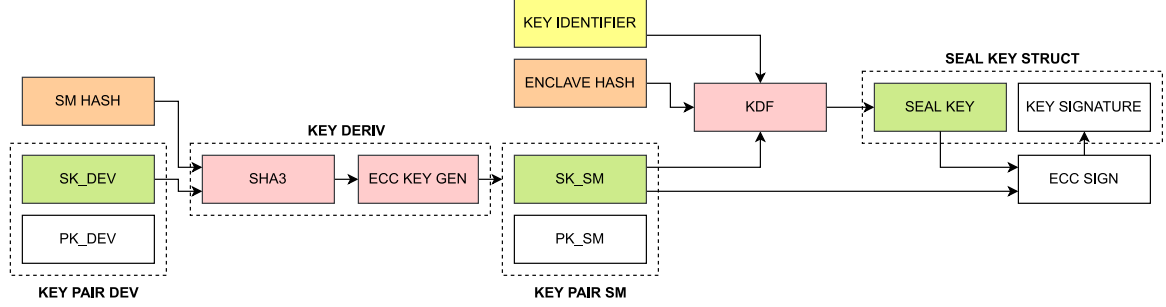 KEY IDENTIFIER
SEAL KEY STRUCT
SM HASH
ENCLAVE HASH
KDF
SEAL KEY
KEY SIGNATURE
KEY DERIV
SK_DEV
SHA3
ECC KEY GEN
SK_SM
ECC SIGN
PK_DEV
PK_SM
KEY PAIR DEV
KEY PAIR SM